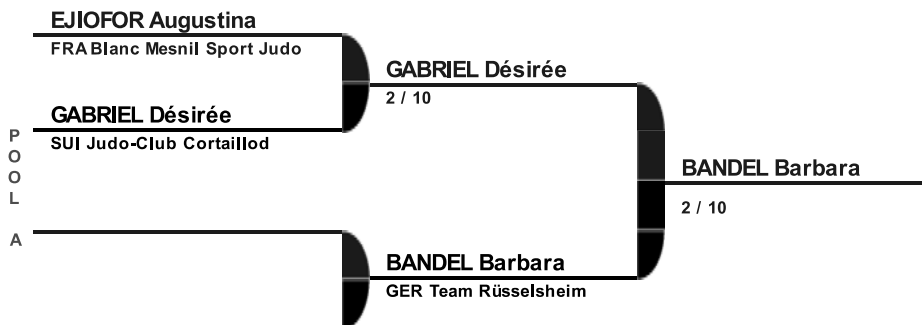 EJIOFOR Augustina
FRA Blanc Mesnil Sport Judo
GABRIEL Désirée
2 / 10
GABRIEL Désirée
SUI Judo-Club Cortaillod
POOL A
BANDEL Barbara
2 / 10
BANDEL Barbara
GER Team Rüsselsheim